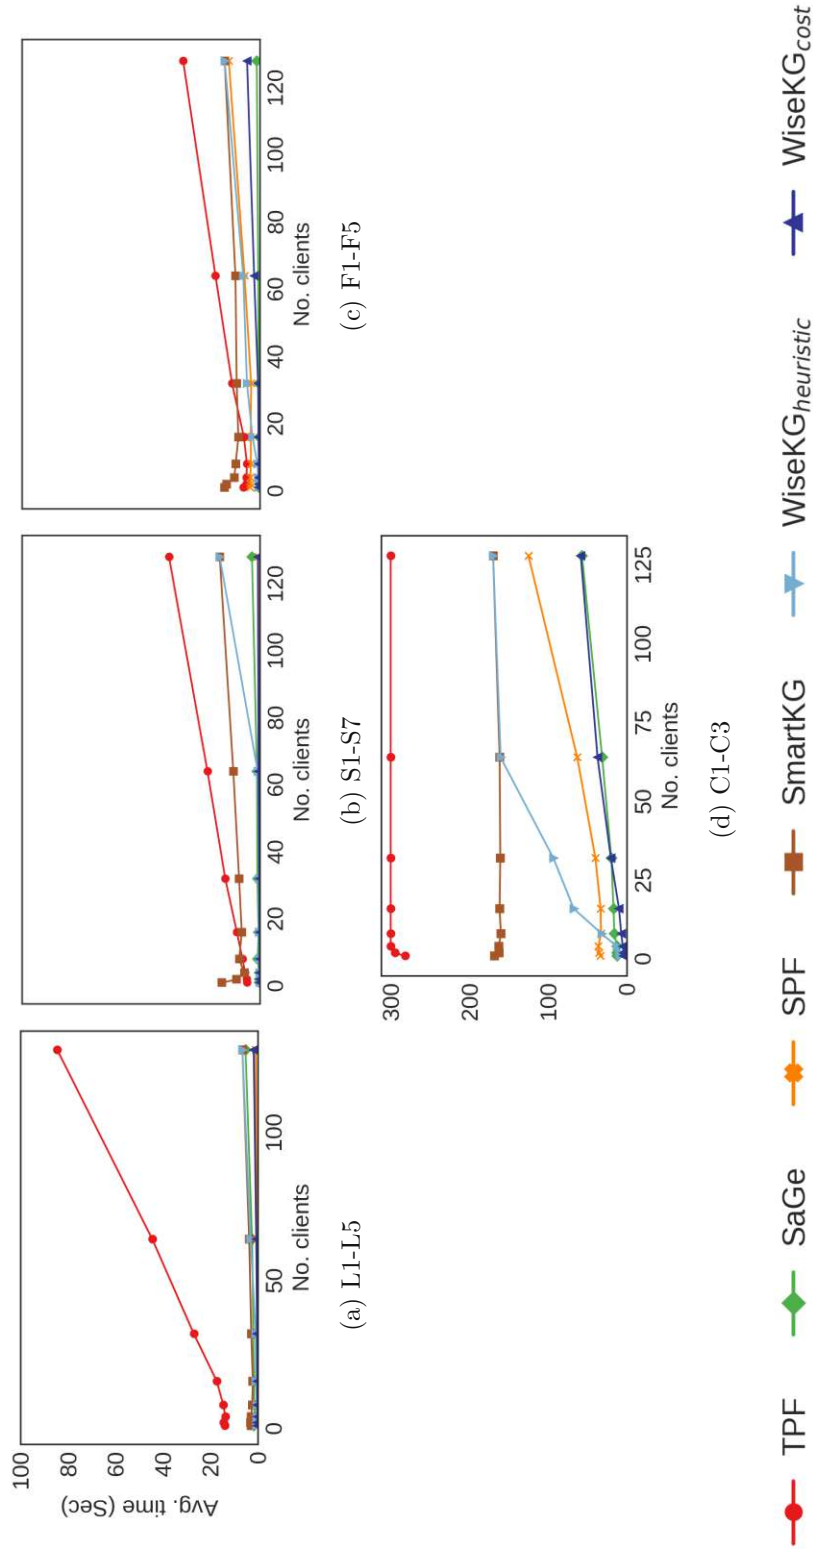 100
80
60
40
20
0
Avg. time (Sec)
0 50 100
No. clients
(a) L1-L5
0 20 40 60 80 100 120
No. clients
(b) S1-S7
0 20 40 60 80 100 120
No. clients
(c) F1-F5
300
200
100
0
0 25 50 75 100 125
No. clients
(d) C1-C3
TPF SaGe SPF SmartKG WiseKGheuristic WiseKGcost